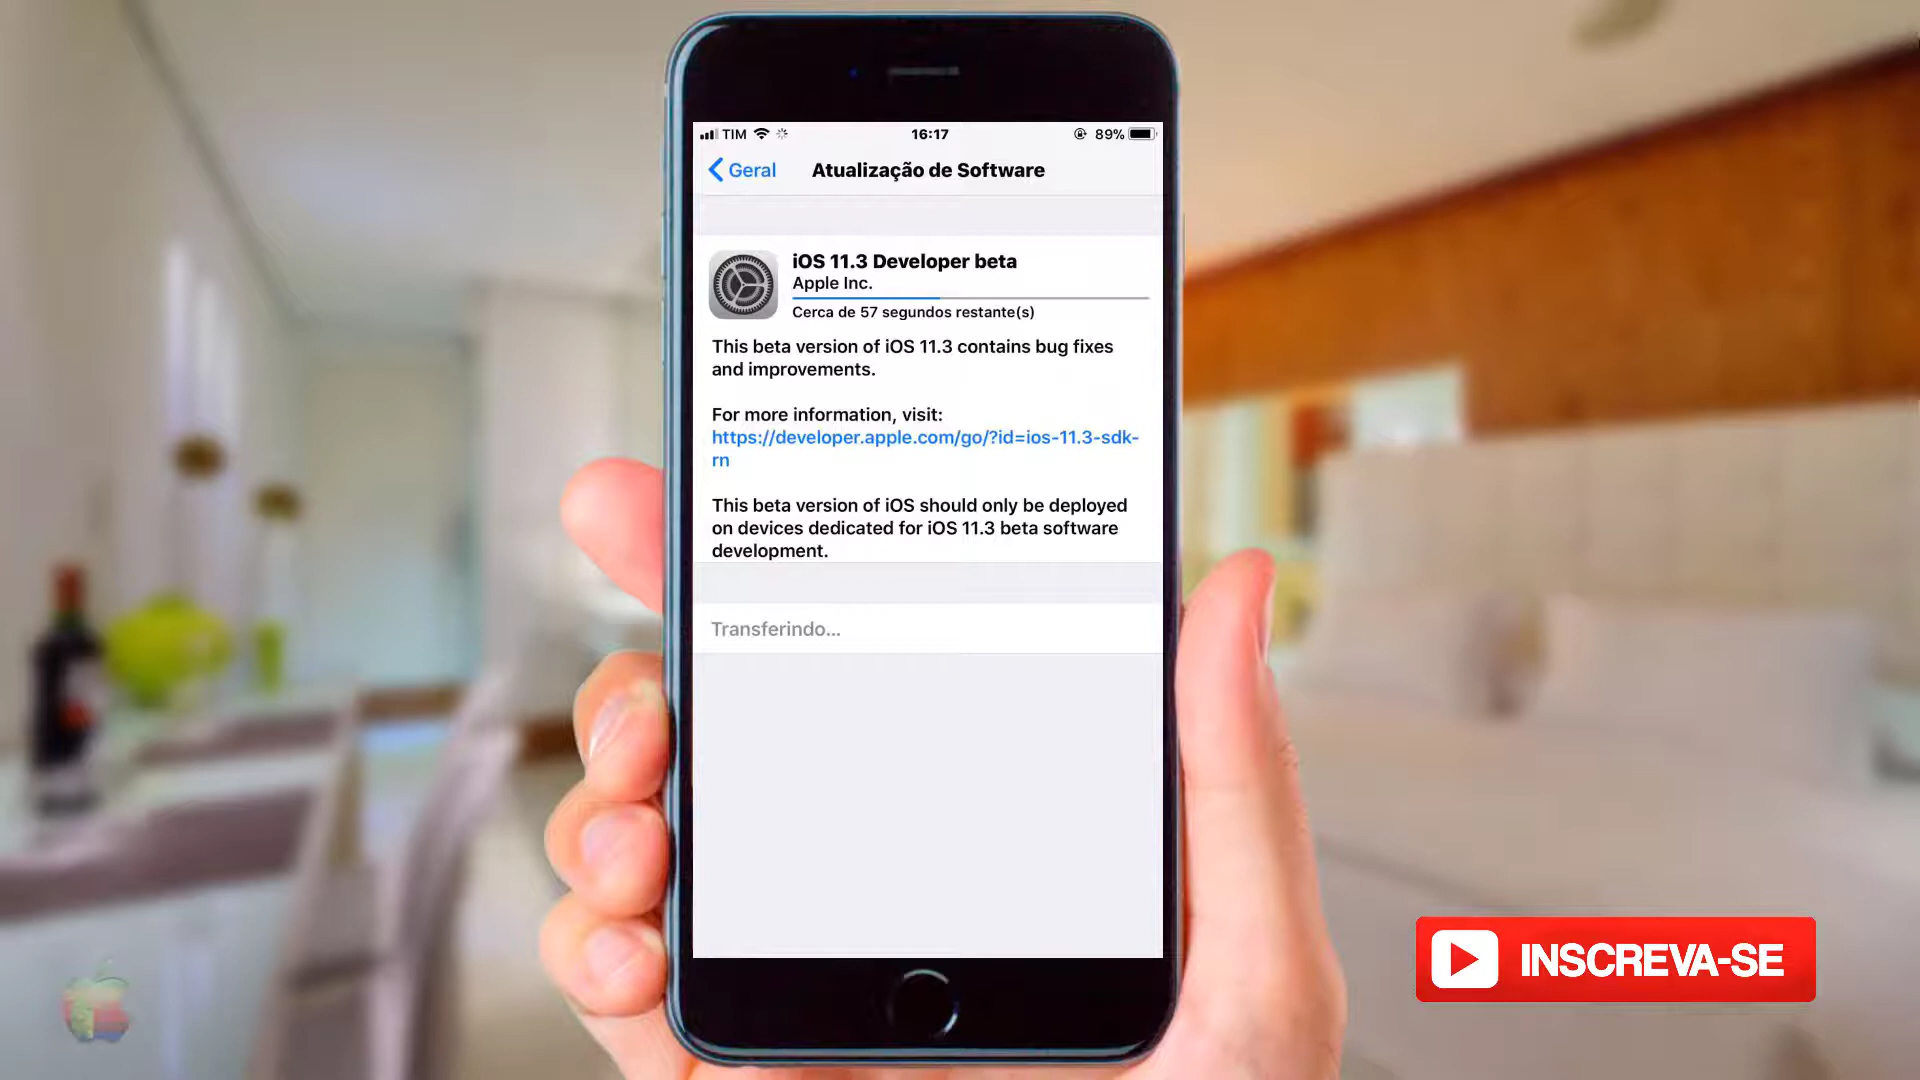 TIM 16:17 89%
Geral Atualização de Software
iOS 11.3 Developer beta
Apple Inc.
Cerca de 57 segundos restante(s)
This beta version of iOS 11.3 contains bug fixes
and improvements.
For more information, visit:
https://developer.apple.com/go/?id=ios-11.3-sdk-
rn
This beta version of iOS should only be deployed
on devices dedicated for iOS 11.3 beta software
development.
Transferindo...
INSCREVA-SE